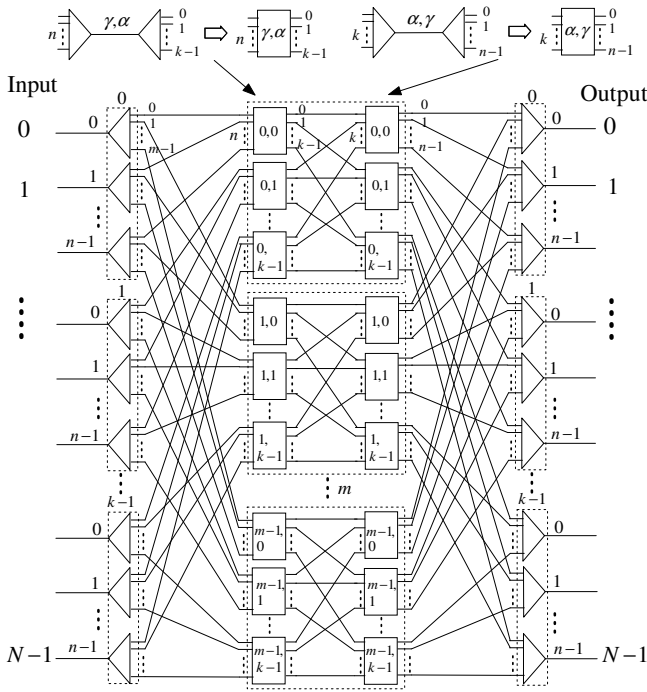 n γ,α 0 1 k−1
n γ,α 0 1 k−1
k α,γ 0 1 n−1
k α,γ 0 1 n−1
Input
Output
0 0 0 1 m−1 n 0,0 0 1 k−1 k 0,0 0 1 n−1 0 0 0
1 1 0,1 0,1 1 1
n−1 0, k−1 0, k−1 n−1
1 1
0 1,0 1,0 0
1 1,1 1,1 1
n−1 1, k−1 1, k−1 n−1
m
k−1 k−1
0 m−1, 0 m−1, 0 0
1 m−1, 1 m−1, 1 1
N−1 n−1 m−1, k−1 m−1, k−1 n−1 N−1